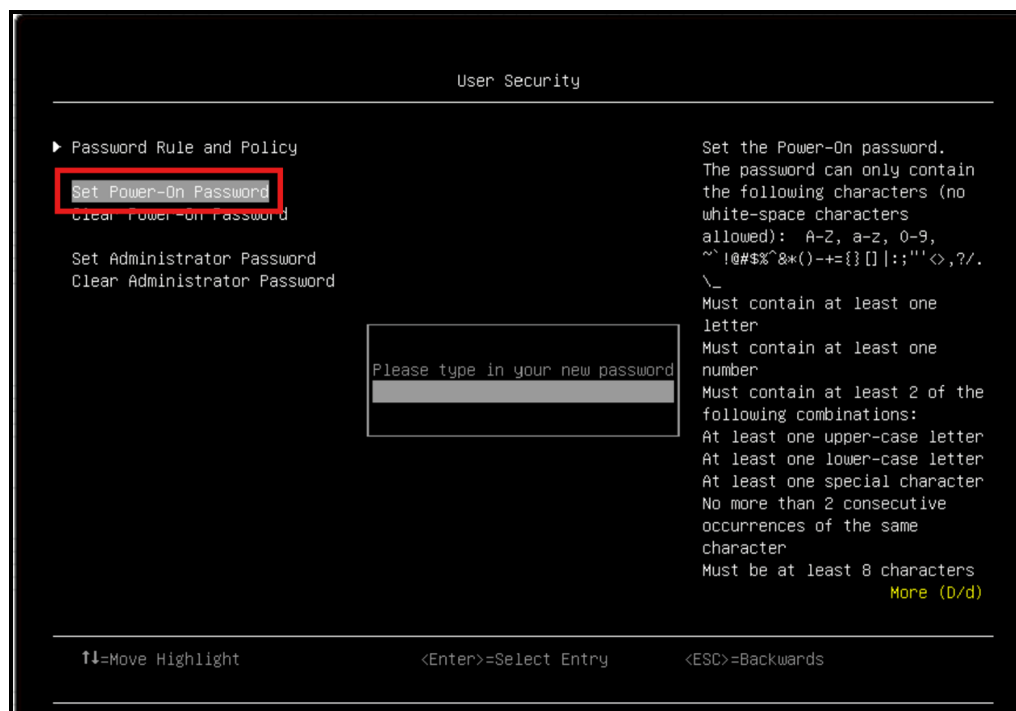 User Security
Password Rule and Policy
Set Power-On Password
Clear Power-On Password
Set Administrator Password
Clear Administrator Password
Please type in your new password
Set the Power-On password.
The password can only contain
the following characters (no
white-space characters
allowed):  A-Z, a-z, 0-9,
~`!@#$%^&*()-+={}[]|:;"'<>,?/.
\_
Must contain at least one
letter
Must contain at least one
number
Must contain at least 2 of the
following combinations:
At least one upper-case letter
At least one lower-case letter
At least one special character
No more than 2 consecutive
occurrences of the same
character
Must be at least 8 characters
More (D/d)
↑↓=Move Highlight <Enter>=Select Entry <ESC>=Backwards